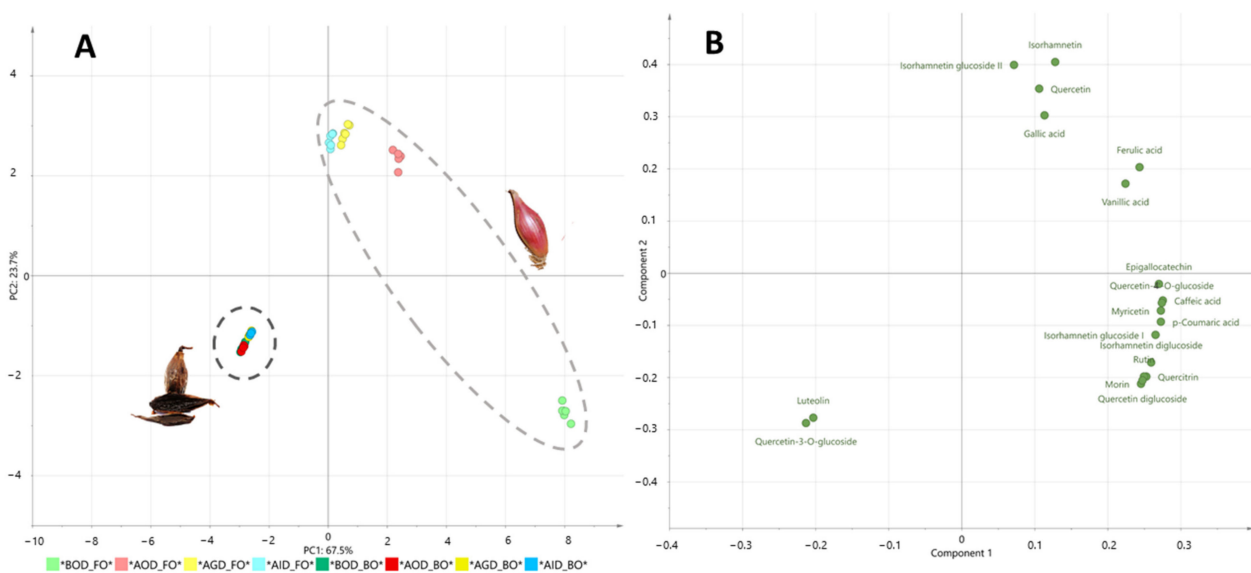 A
4
2
0
−2
−4
PC2: 23.7%
−10
−8
−6
−4
−2
0
2
4
6
8
PC1: 67.5%
*BOD_FO* *AOD_FO* *AGD_FO* *AID_FO* *BOD_BO* *AOD_BO* *AGD_BO* *AID_BO*
B
0.4
0.3
0.2
0.1
0
−0.1
−0.2
−0.3
−0.4
Component 2
Isorhamnetin
Isorhamnetin glucoside II
Quercetin
Gallic acid
Ferulic acid
Vanillic acid
Epigallocatechin
Quercetin-4 O-glucoside
Caffeic acid
Myricetin
p-Coumaric acid
Isorhamnetin glucoside I
Isorhamnetin diglucoside
Rutin
Quercitrin
Morin
Quercetin diglucoside
Luteolin
Quercetin-3-O-glucoside
−0.4
−0.3
−0.2
−0.1
0
0.1
0.2
0.3
Component 1